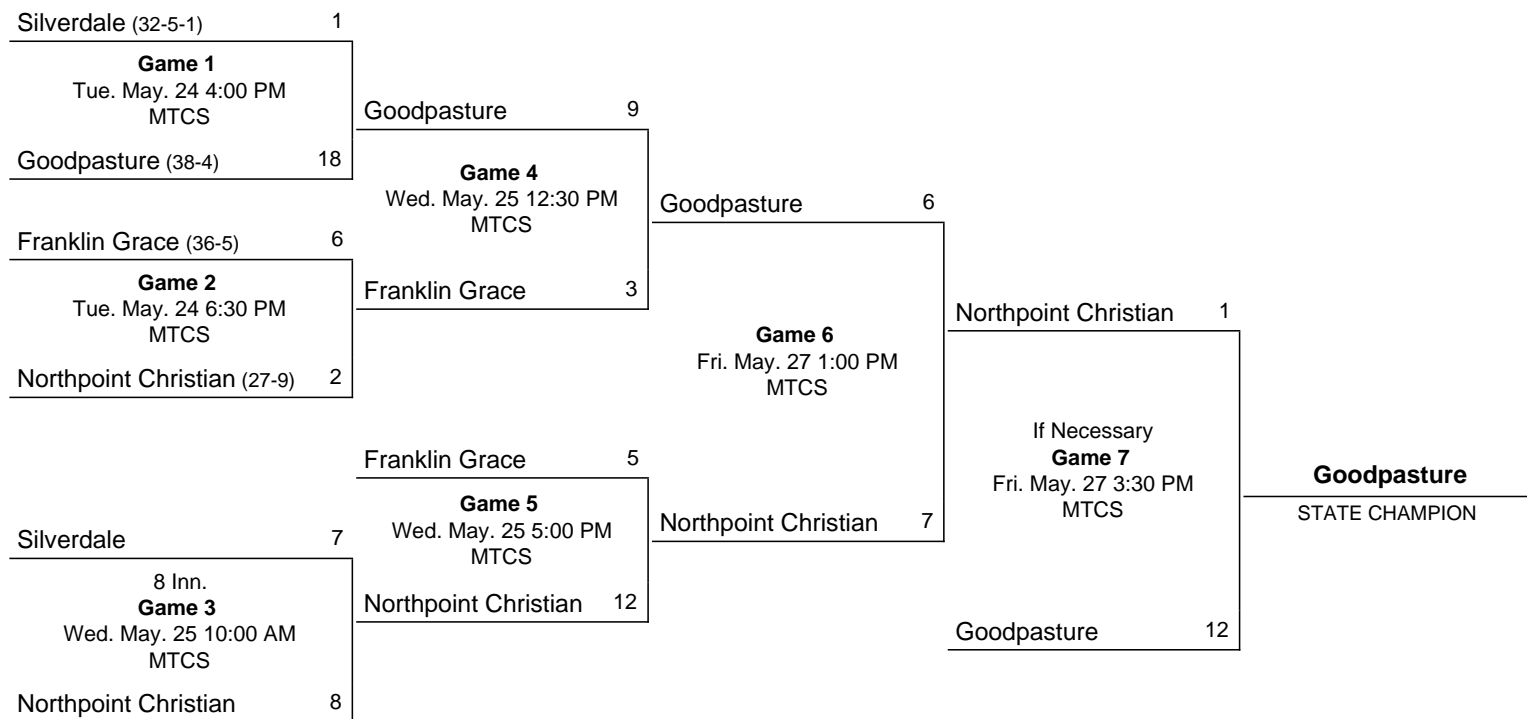 Silverdale (32-5-1) 1
Game 1
Tue. May. 24 4:00 PM
MTCS
Goodpasture (38-4) 18
Franklin Grace (36-5) 6
Game 2
Tue. May. 24 6:30 PM
MTCS
Northpoint Christian (27-9) 2
Silverdale 7
8 Inn.
Game 3
Wed. May. 25 10:00 AM
MTCS
Northpoint Christian 8
Goodpasture 9
Game 4
Wed. May. 25 12:30 PM
MTCS
Franklin Grace 3
Franklin Grace 5
Game 5
Wed. May. 25 5:00 PM
MTCS
Northpoint Christian 12
Goodpasture 6
Game 6
Fri. May. 27 1:00 PM
MTCS
Northpoint Christian 7
Northpoint Christian 1
If Necessary
Game 7
Fri. May. 27 3:30 PM
MTCS
Goodpasture 12
Goodpasture
STATE CHAMPION